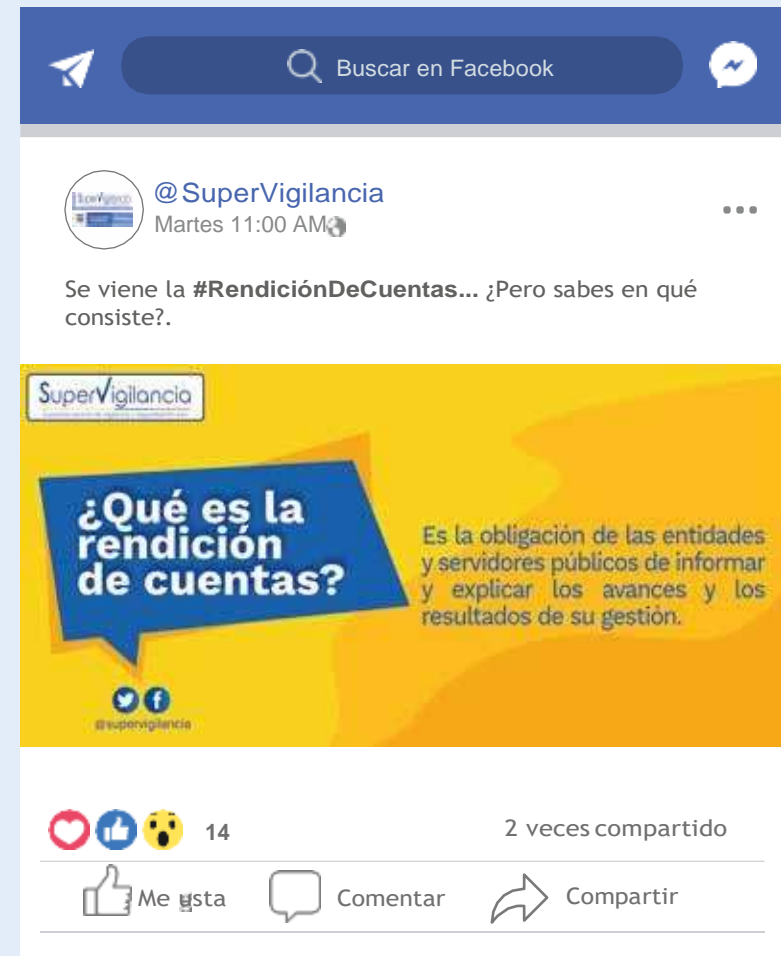 Buscar en Facebook
@SuperVigilancia
Martes 11:00 AM
Se viene la #RendiciónDeCuentas... ¿Pero sabes en qué
consiste?.
SuperVigilancia
¿Qué es la
rendición
de cuentas?
Es la obligación de las entidades
y servidores públicos de informar
y explicar los avances y los
resultados de su gestión.
@supervigilancia
14
2 veces compartido
Me gusta
Comentar
Compartir